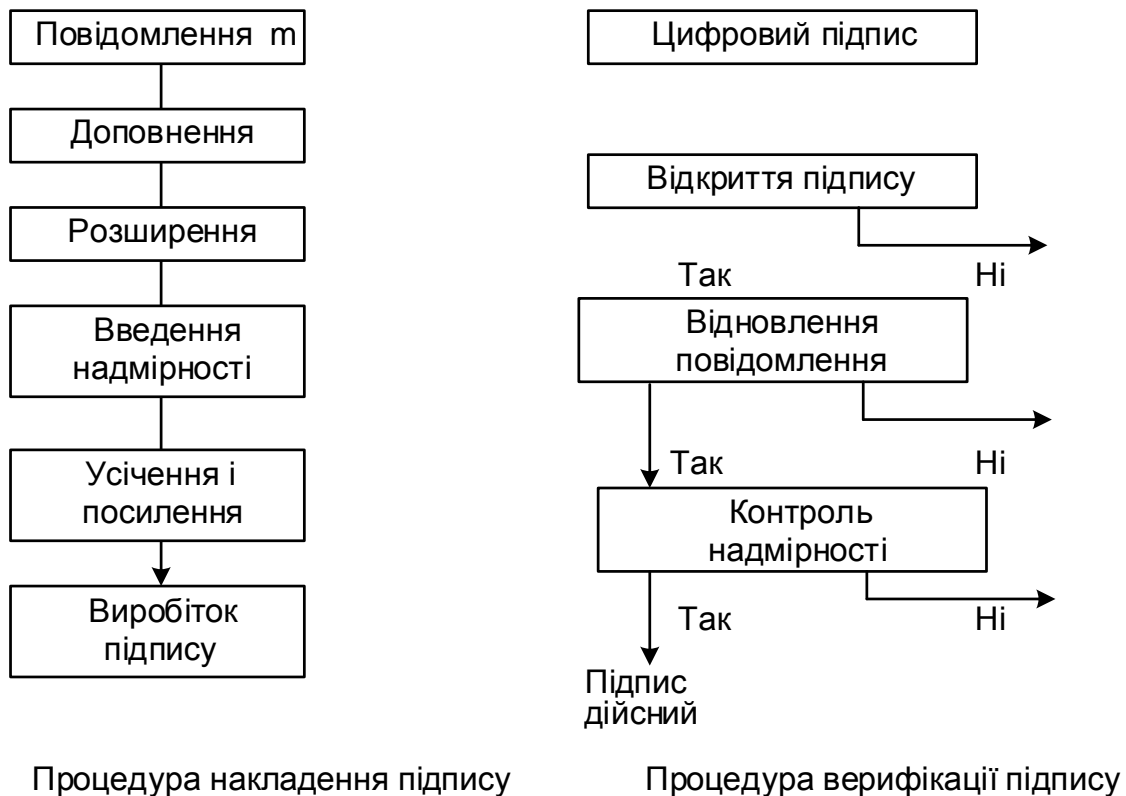 Повідомлення m
Доповнення
Розширення
Введення
надмірності
Усічення і
посилення
Виробіток
підпису
Процедура накладення підпису
Цифровий підпис
Відкриття підпису
Так
Ні
Відновлення
повідомлення
Так
Ні
Контроль
надмірності
Так
Ні
Підпис
дійсний
Процедура верифікації підпису